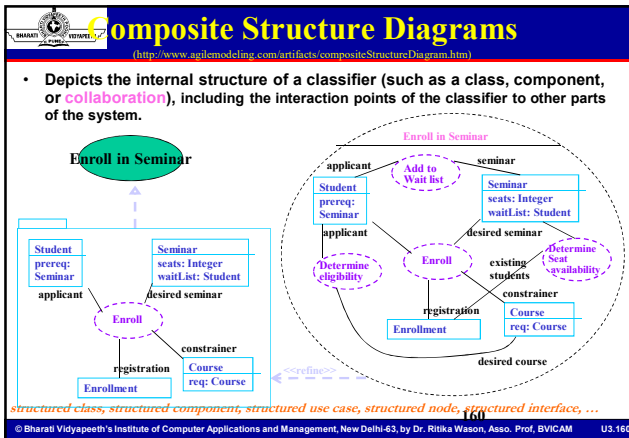 BHARATI VIDYAPEETH
PUNE
Composite Structure Diagrams
(http://www.agilemodeling.com/artifacts/compositeStructureDiagram.htm)
• Depicts the internal structure of a classifier (such as a class, component,
or collaboration), including the interaction points of the classifier to other parts
of the system.
Enroll in Seminar
Student
prereq:
Seminar
Seminar
seats: Integer
waitList: Student
applicant
desired seminar
Enroll
constrainer
registration
Course
req: Course
Enrollment
<<refine>>
Enroll in Seminar
applicant
Add to
Wait list
seminar
Student
prereq:
Seminar
Seminar
seats: Integer
waitList: Student
applicant
desired seminar
Determine
eligibility
Enroll
existing
students
Determine
Seat
availability
constrainer
registration
Course
req: Course
Enrollment
desired course
structured class, structured component, structured use case, structured node, structured interface, …
160
© Bharati Vidyapeeth's Institute of Computer Applications and Management, New Delhi-63, by Dr. Ritika Wason, Asso. Prof, BVICAM
U3.160